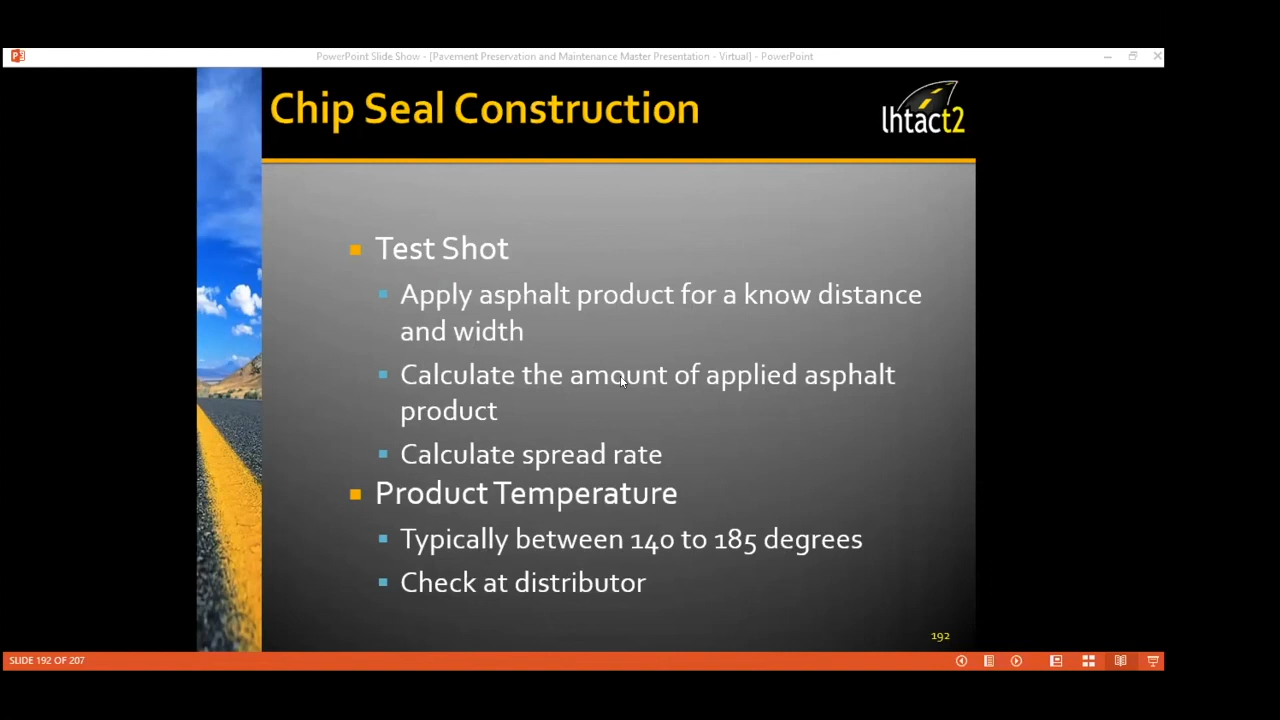 PowerPoint Slide Show - [Pavement Preservation and Maintenance Master Presentation - Virtual] - PowerPoint
Chip Seal Construction
lhtact2
Test Shot
Apply asphalt product for a know distance
and width
Calculate the amount of applied asphalt
product
Calculate spread rate
Product Temperature
Typically between 140 to 185 degrees
Check at distributor
192
SLIDE 192 OF 207